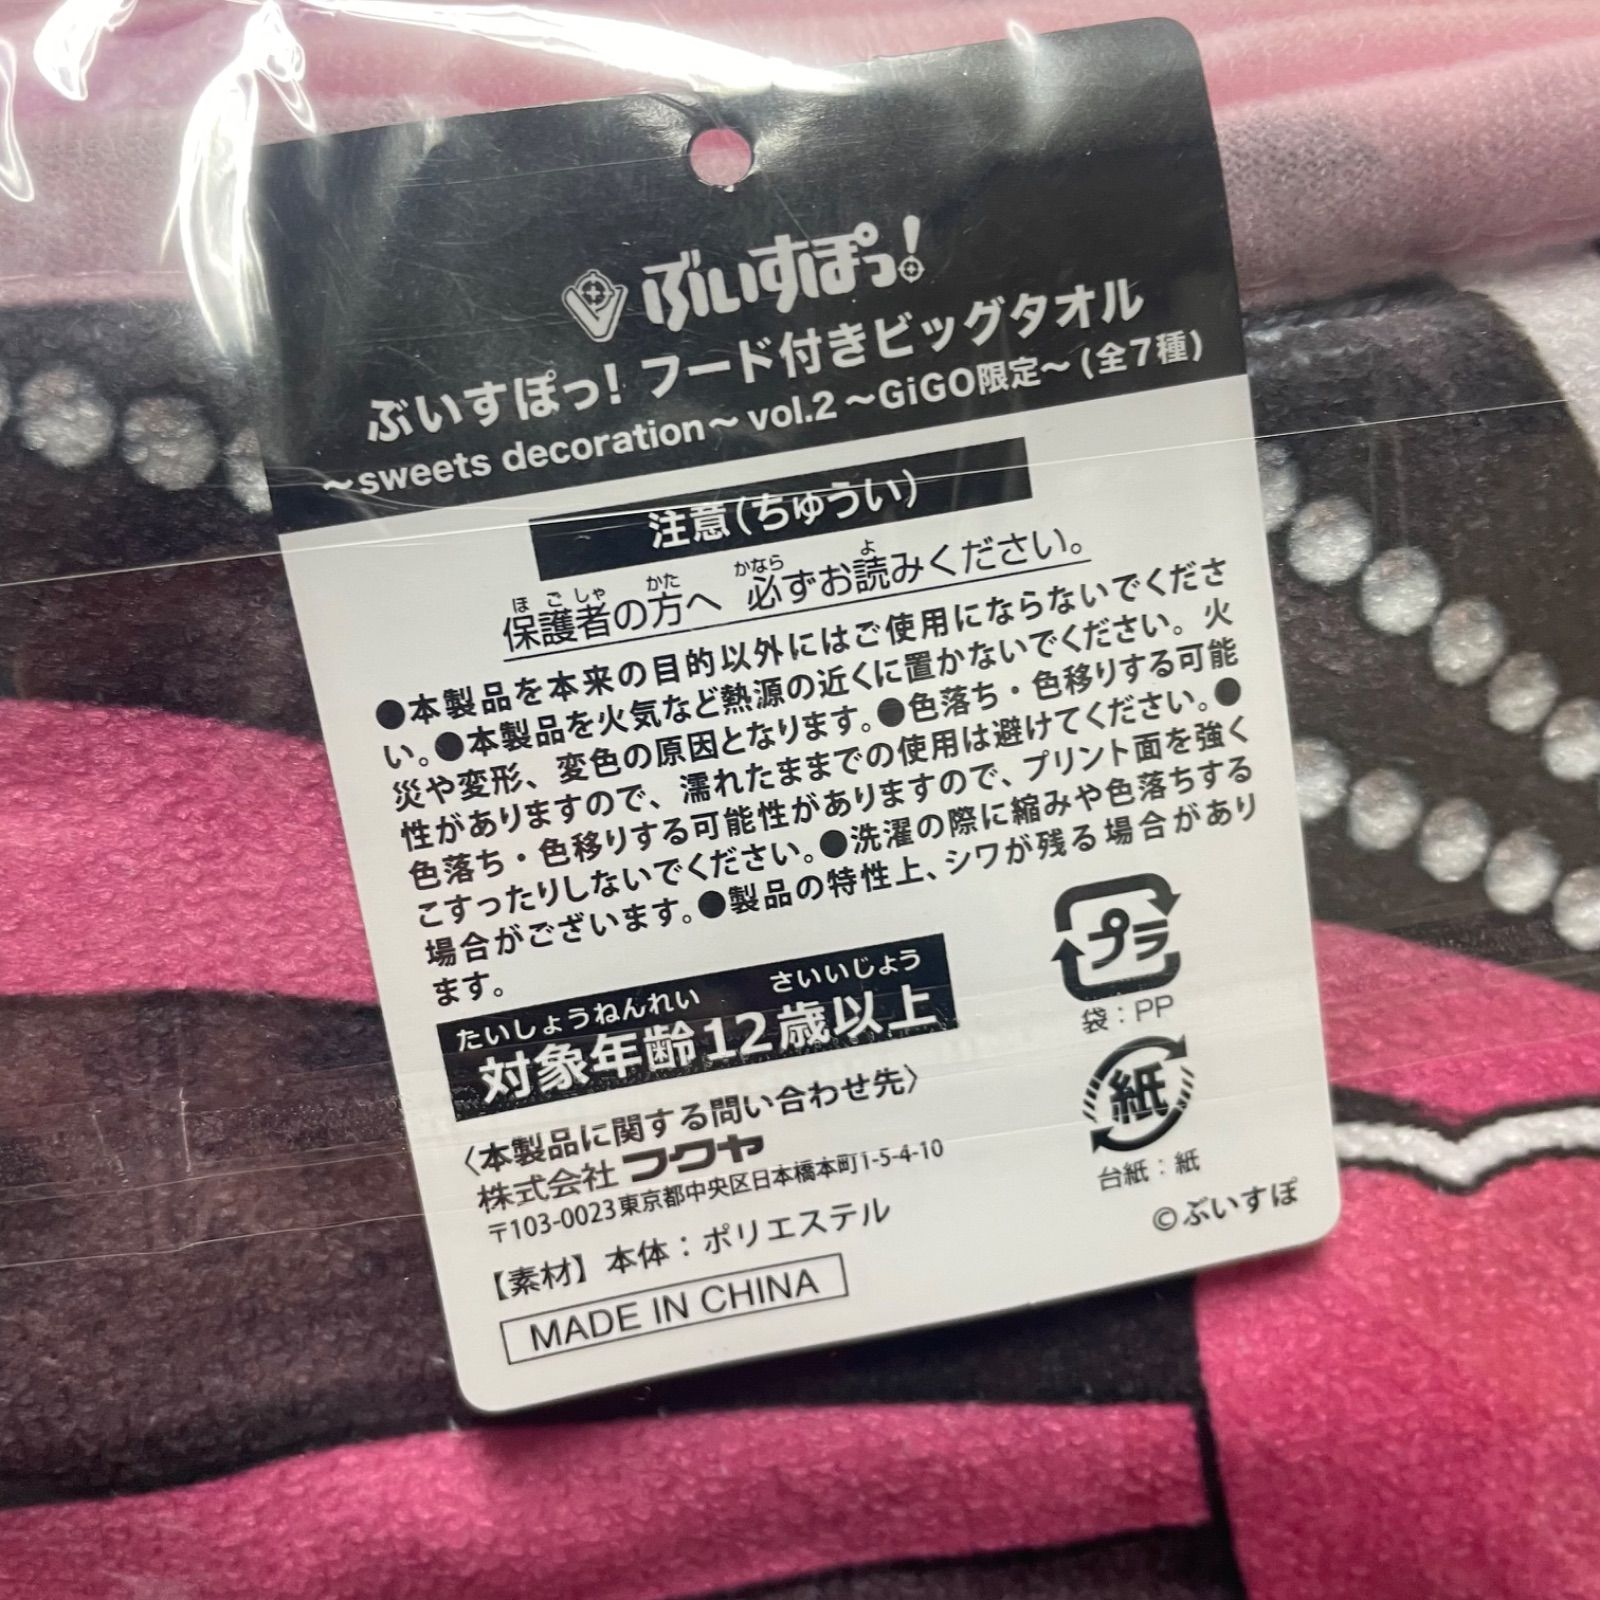 ぶいすぽっ!
ぶいすぽっ! フード付きビッグタオル
～sweets decoration～ vol.2 ～GiGO限定～ (全7種)
注意(ちゅうい)
ほごしゃ かた かなら よ
保護者の方へ 必ずお読みください。
●本製品を本来の目的以外にはご使用にならないでくださ
い。●本製品を火気など熱源の近くに置かないでください。火
災や変形、変色の原因となります。●色落ち・色移りする可能
性がありますので、濡れたままでの使用は避けてください。●
色落ち・色移りする可能性がありますので、プリント面を強く
こすったりしないでください。●洗濯の際に縮みや色落ちする
場合がございます。●製品の特性上、シワが残る場合があり
ます。
たいしょうねんれい さいいじょう
対象年齢12歳以上
プラ
袋：PP
紙
台紙：紙
〈本製品に関する問い合わせ先〉
株式会社フクヤ
〒103-0023東京都中央区日本橋本町1-5-4-10
【素材】本体：ポリエステル
©ぶいすぽ
MADE IN CHINA